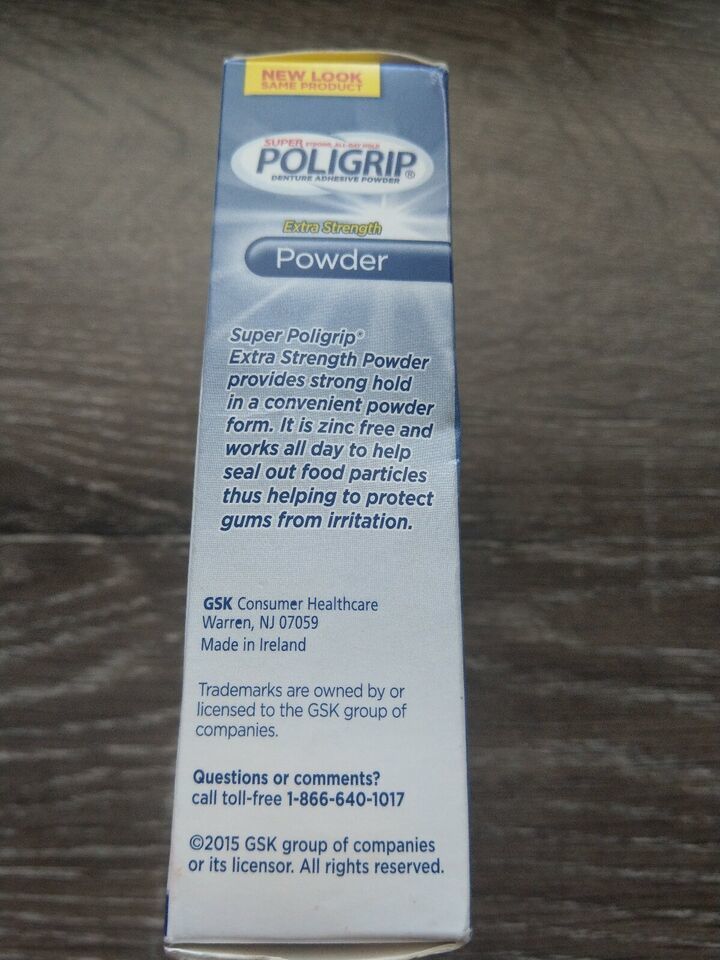 NEW LOOK
SAME PRODUCT
SUPER STRONG, ALL-DAY HOLD
POLIGRIP®
DENTURE ADHESIVE POWDER
Extra Strength
Powder
Super Poligrip®
Extra Strength Powder
provides strong hold
in a convenient powder
form. It is zinc free and
works all day to help
seal out food particles
thus helping to protect
gums from irritation.
GSK Consumer Healthcare
Warren, NJ 07059
Made in Ireland
Trademarks are owned by or
licensed to the GSK group of
companies.
Questions or comments?
call toll-free 1-866-640-1017
©2015 GSK group of companies
or its licensor. All rights reserved.